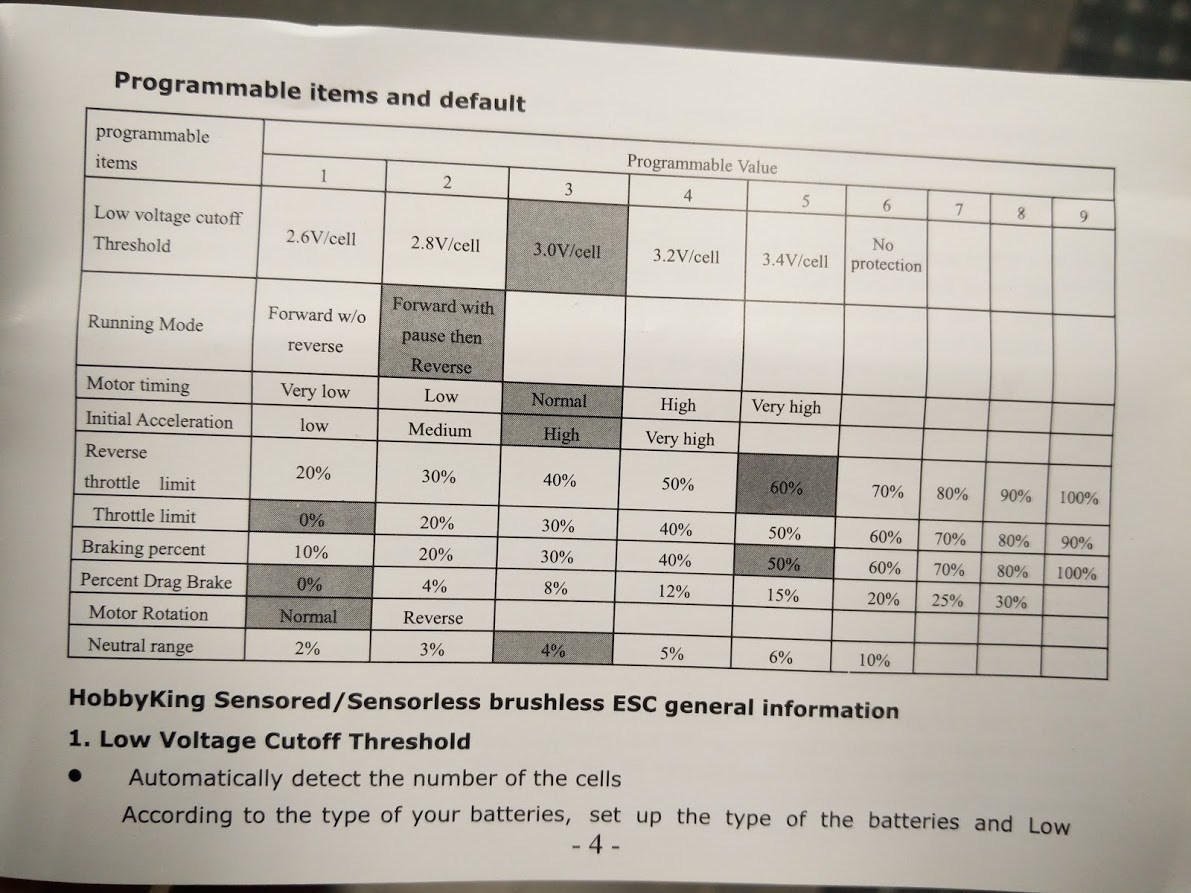 Programmable items and default
programmable items Programmable Value
1 2 3 4 5 6 7 8 9
Low voltage cutoff Threshold 2.6V/cell 2.8V/cell 3.0V/cell 3.2V/cell 3.4V/cell No protection
Running Mode Forward w/o reverse Forward with pause then Reverse
Motor timing Very low Low Normal High Very high
Initial Acceleration low Medium High Very high
Reverse throttle limit 20% 30% 40% 50% 60% 70% 80% 90% 100%
Throttle limit 0% 20% 30% 40% 50% 60% 70% 80% 90%
Braking percent 10% 20% 30% 40% 50% 60% 70% 80% 100%
Percent Drag Brake 0% 4% 8% 12% 15% 20% 25% 30%
Motor Rotation Normal Reverse
Neutral range 2% 3% 4% 5% 6% 10%
HobbyKing Sensored/Sensorless brushless ESC general information
1. Low Voltage Cutoff Threshold
● Automatically detect the number of the cells
According to the type of your batteries, set up the type of the batteries and Low
- 4 -